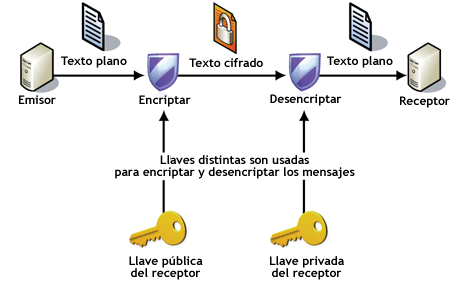 Texto plano
Texto cifrado
Texto plano
Emisor
Encriptar
Desencriptar
Receptor
Llaves distintas son usadas
para encriptar y desencriptar los mensajes
Llave pública
del receptor
Llave privada
del receptor